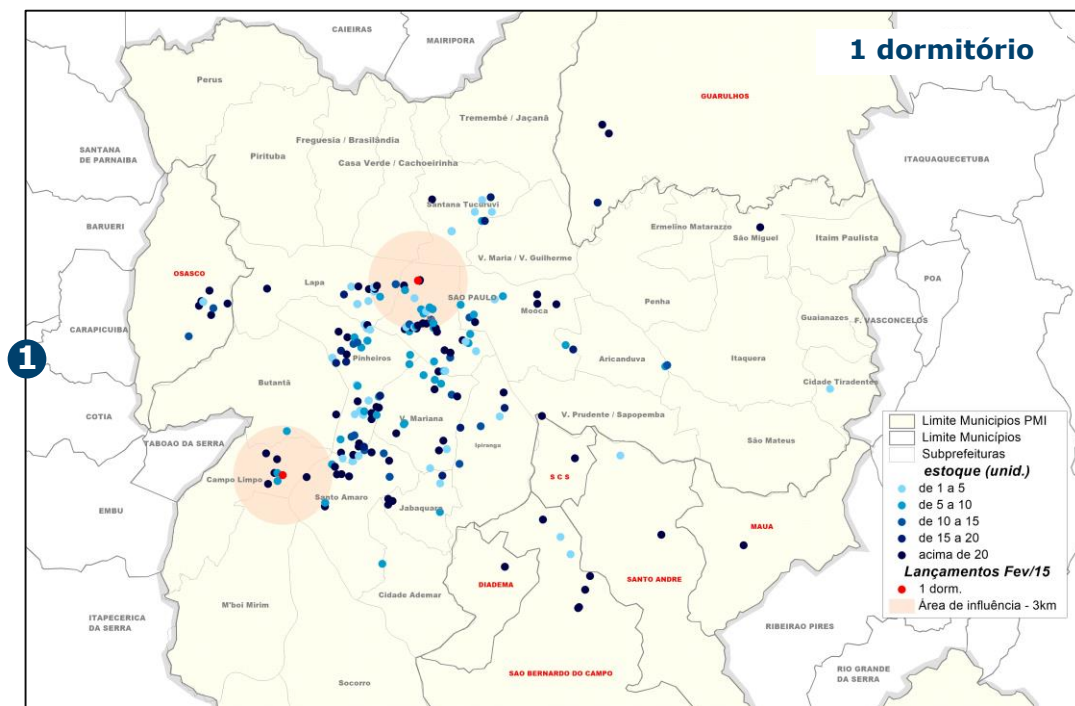 1 dormitório
CAIEIRAS
MAIRIPORA
Perus
GUARULHOS
Tremembé / Jaçanã
Freguesia / Brasilândia
SANTANA
DE PARNAIBA
Pirituba
Casa Verde / Cachoeirinha
ITAQUAQUECETUBA
Santana Tucuruvi
BARUERI
Ermelino Matarazzo
São Miguel
Itaim Paulista
V. Maria / V. Guilherme
OSASCO
Lapa
POA
SAO PAULO
Penha
Mooca
CARAPICUIBA
Guaianazes
F. VASCONCELOS
1
Pinheiros
Aricanduva
Itaquera
Butantã
Cidade Tiradentes
COTIA
V. Mariana
V. Prudente / Sapopemba
TABOAO DA SERRA
Ipiranga
São Mateus
Campo Limpo
S C S
Santo Amaro
EMBU
Jabaquara
MAUA
DIADEMA
SANTO ANDRE
Cidade Ademar
M'boi Mirim
ITAPECERICA
DA SERRA
RIBEIRAO PIRES
SAO BERNARDO DO CAMPO
RIO GRANDE
DA SERRA
Socorro
Limite Municipios PMI
Limite Municípios
Subprefeituras
estoque (unid.)
de 1 a 5
de 5 a 10
de 10 a 15
de 15 a 20
acima de 20
Lançamentos Fev/15
1 dorm.
Área de influência - 3km